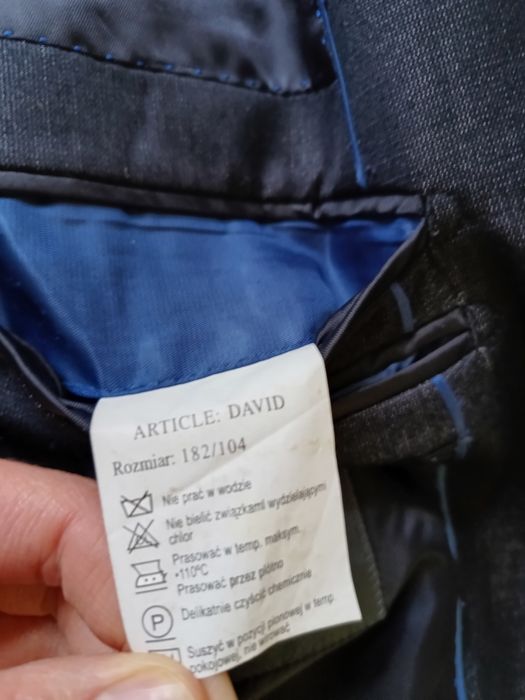 ARTICLE: DAVID
Rozmiar: 182/104
Nie prać w wodzie
Nie bielić związkami wydzielającymi
chlor
Prasować w temp. maksym.
+110°C
Prasować przez płótno
P
Delikatnie czyścić chemicznie
Suszyć w pozycji pionowej w temp.
pokojowej, nie wirować